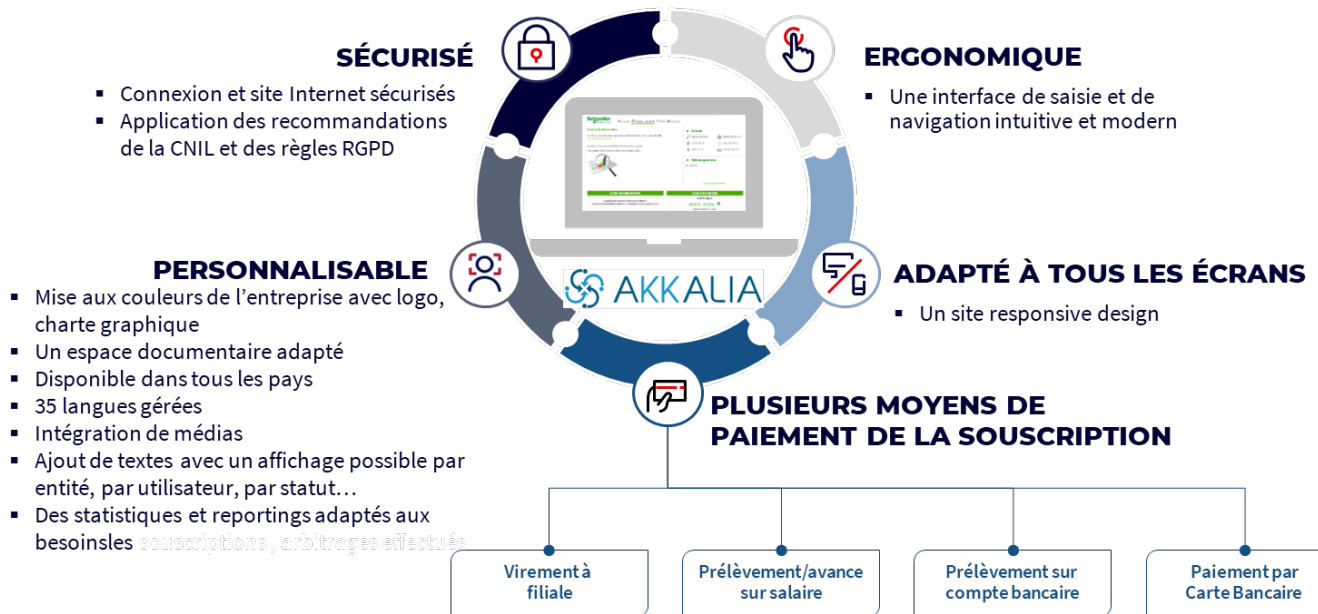 SÉCURISÉ
▪ Connexion et site Internet sécurisés
▪ Application des recommandations
de la CNIL et des règles RGPD
ERGONOMIQUE
▪ Une interface de saisie et de
navigation intuitive et modern
PERSONNALISABLE
▪ Mise aux couleurs de l’entreprise avec logo,
charte graphique
▪ Un espace documentaire adapté
▪ Disponible dans tous les pays
▪ 35 langues gérées
▪ Intégration de médias
▪ Ajout de textes avec un affichage possible par
entité, par utilisateur, par statut…
▪ Des statistiques et reportings adaptés aux
besoinsles souscriptions , arbitrages effectués
Schneider
AKKALIA
ADAPTÉ À TOUS LES ÉCRANS
▪ Un site responsive design
PLUSIEURS MOYENS DE
PAIEMENT DE LA SOUSCRIPTION
Virement à
filiale
Prélèvement/avance
sur salaire
Prélèvement sur
compte bancaire
Paiement par
Carte Bancaire